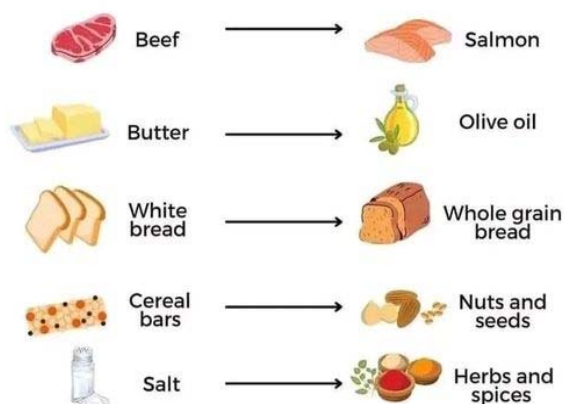 Beef
Salmon
Butter
Olive oil
White
bread
Whole grain
bread
Cereal
bars
Nuts and
seeds
Salt
Herbs and
spices